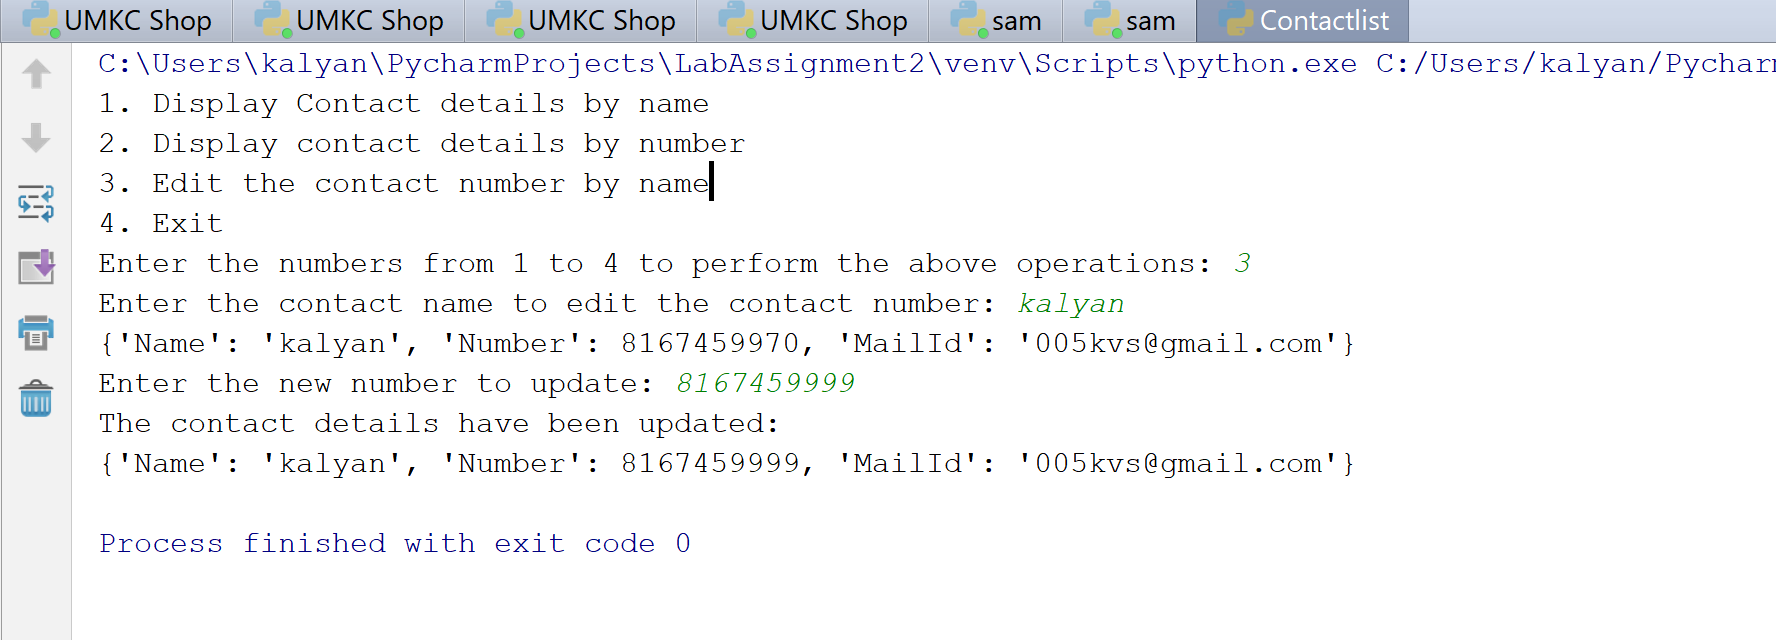 UMKC Shop UMKC Shop UMKC Shop UMKC Shop sam sam Contactlist
C:\Users\kalyan\PycharmProjects\LabAssignment2\venv\Scripts\python.exe C:/Users/kalyan/Pychar
1. Display Contact details by name
2. Display contact details by number
3. Edit the contact number by name
4. Exit
Enter the numbers from 1 to 4 to perform the above operations: 3
Enter the contact name to edit the contact number: kalyan
{'Name': 'kalyan', 'Number': 8167459970, 'MailId': '005kvs@gmail.com'}
Enter the new number to update: 8167459999
The contact details have been updated:
{'Name': 'kalyan', 'Number': 8167459999, 'MailId': '005kvs@gmail.com'}
Process finished with exit code 0